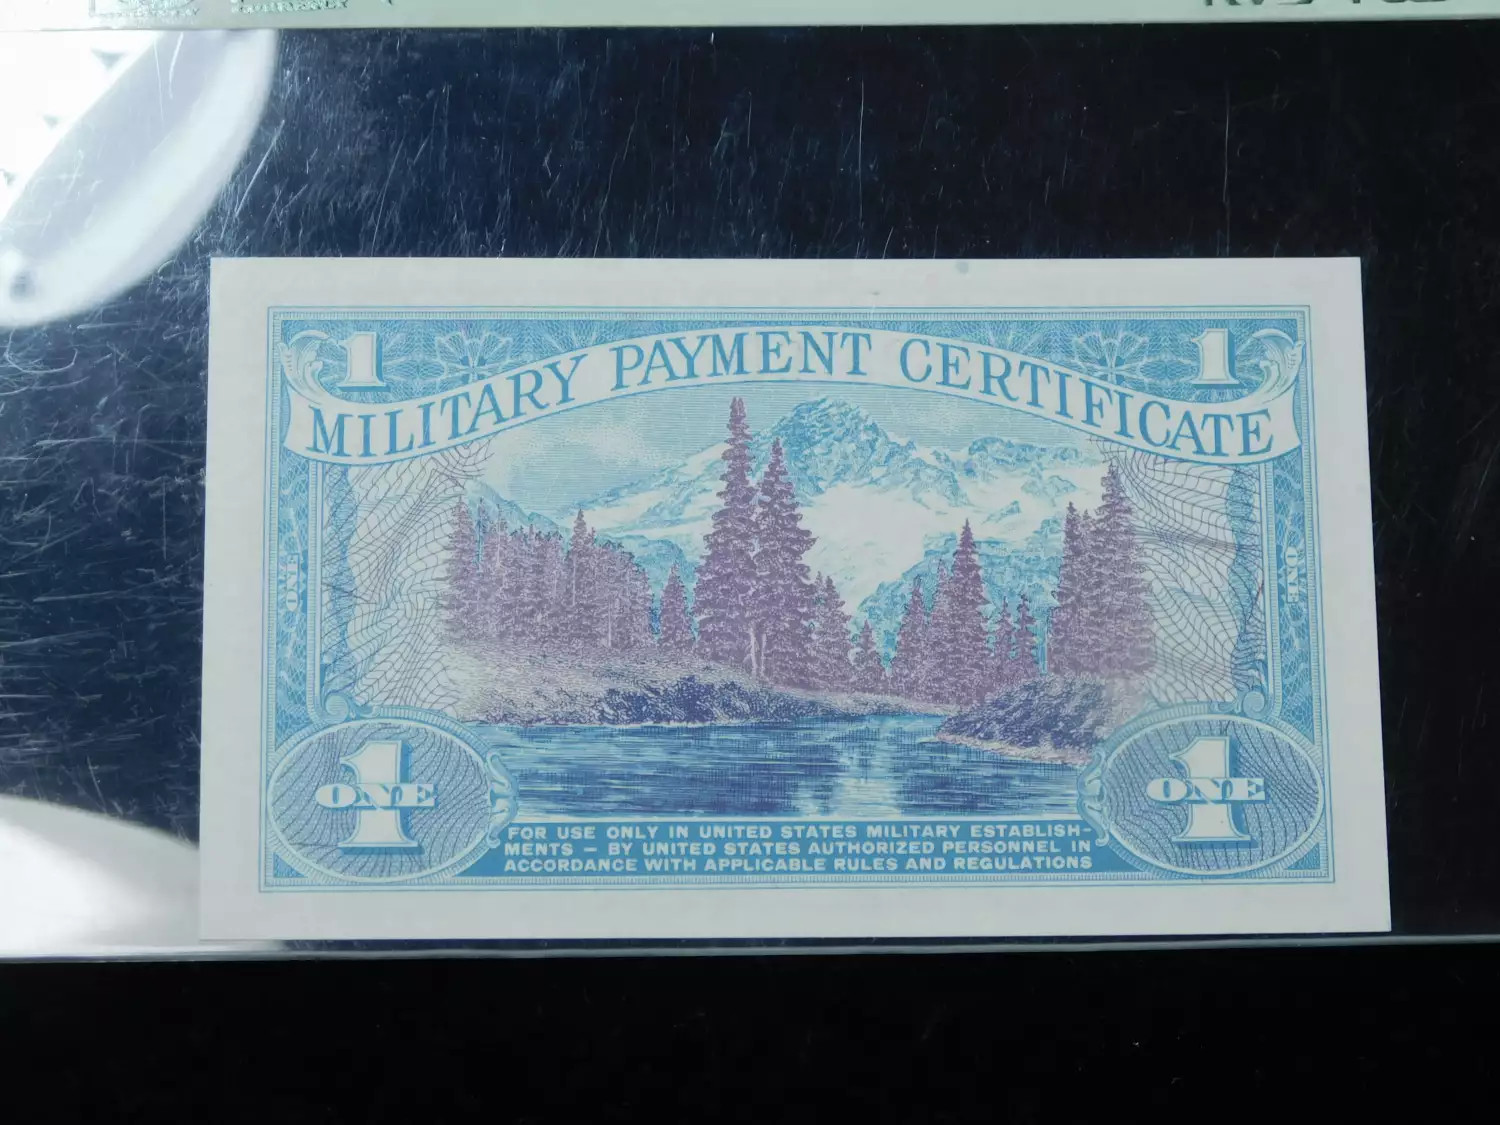 CURRENCY
1 1
MILITARY PAYMENT CERTIFICATE
ONE ONE
1 1
ONE ONE
FOR USE ONLY IN UNITED STATES MILITARY ESTABLISH-
MENTS – BY UNITED STATES AUTHORIZED PERSONNEL IN
ACCORDANCE WITH APPLICABLE RULES AND REGULATIONS